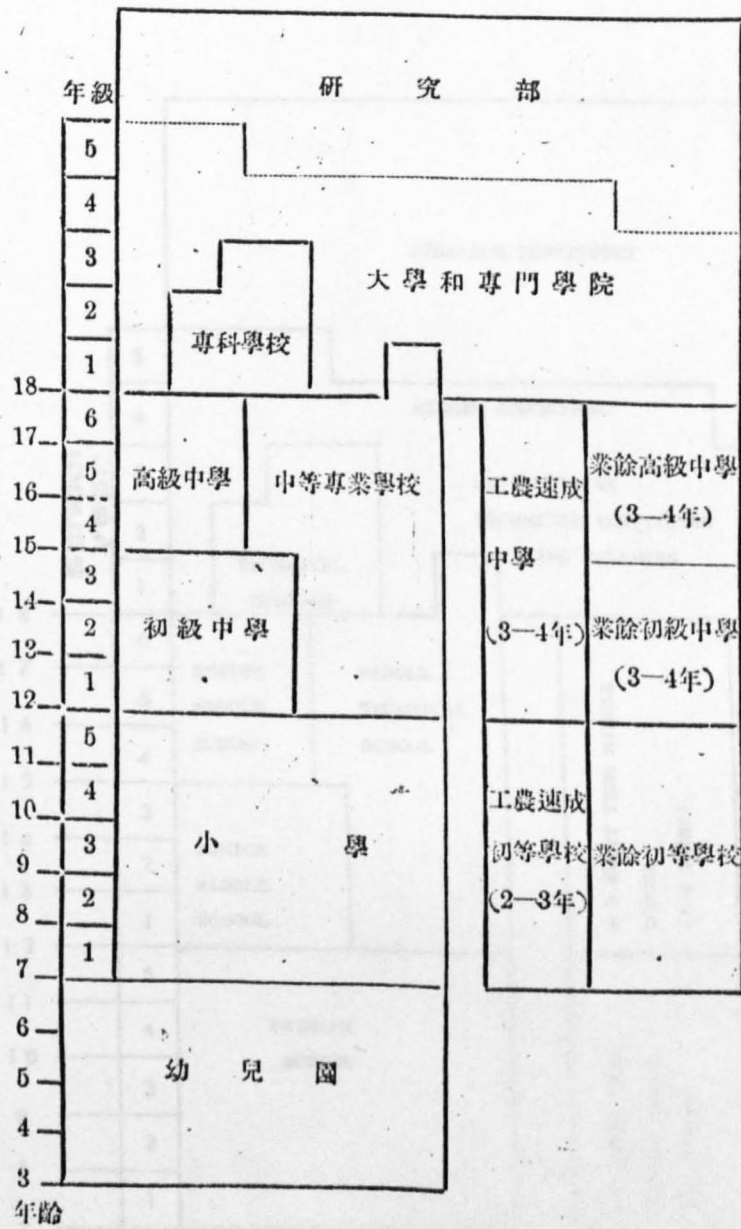 研究部
年級
5
4
3
2
1
大學和專門學院
專科學校
18
17
16
15
14
13
12
11
10
9
8
7
6
5
4
3
6
5
4
3
2
1
5
4
3
2
1
高級中學
中等專業學校
初級中學
工農速成
中學
(3—4年)
業餘高級中學
(3—4年)
業餘初級中學
(3—4年)
小學
工農速成
初等學校
(2—3年)
業餘初等學校
幼兒園
年齡